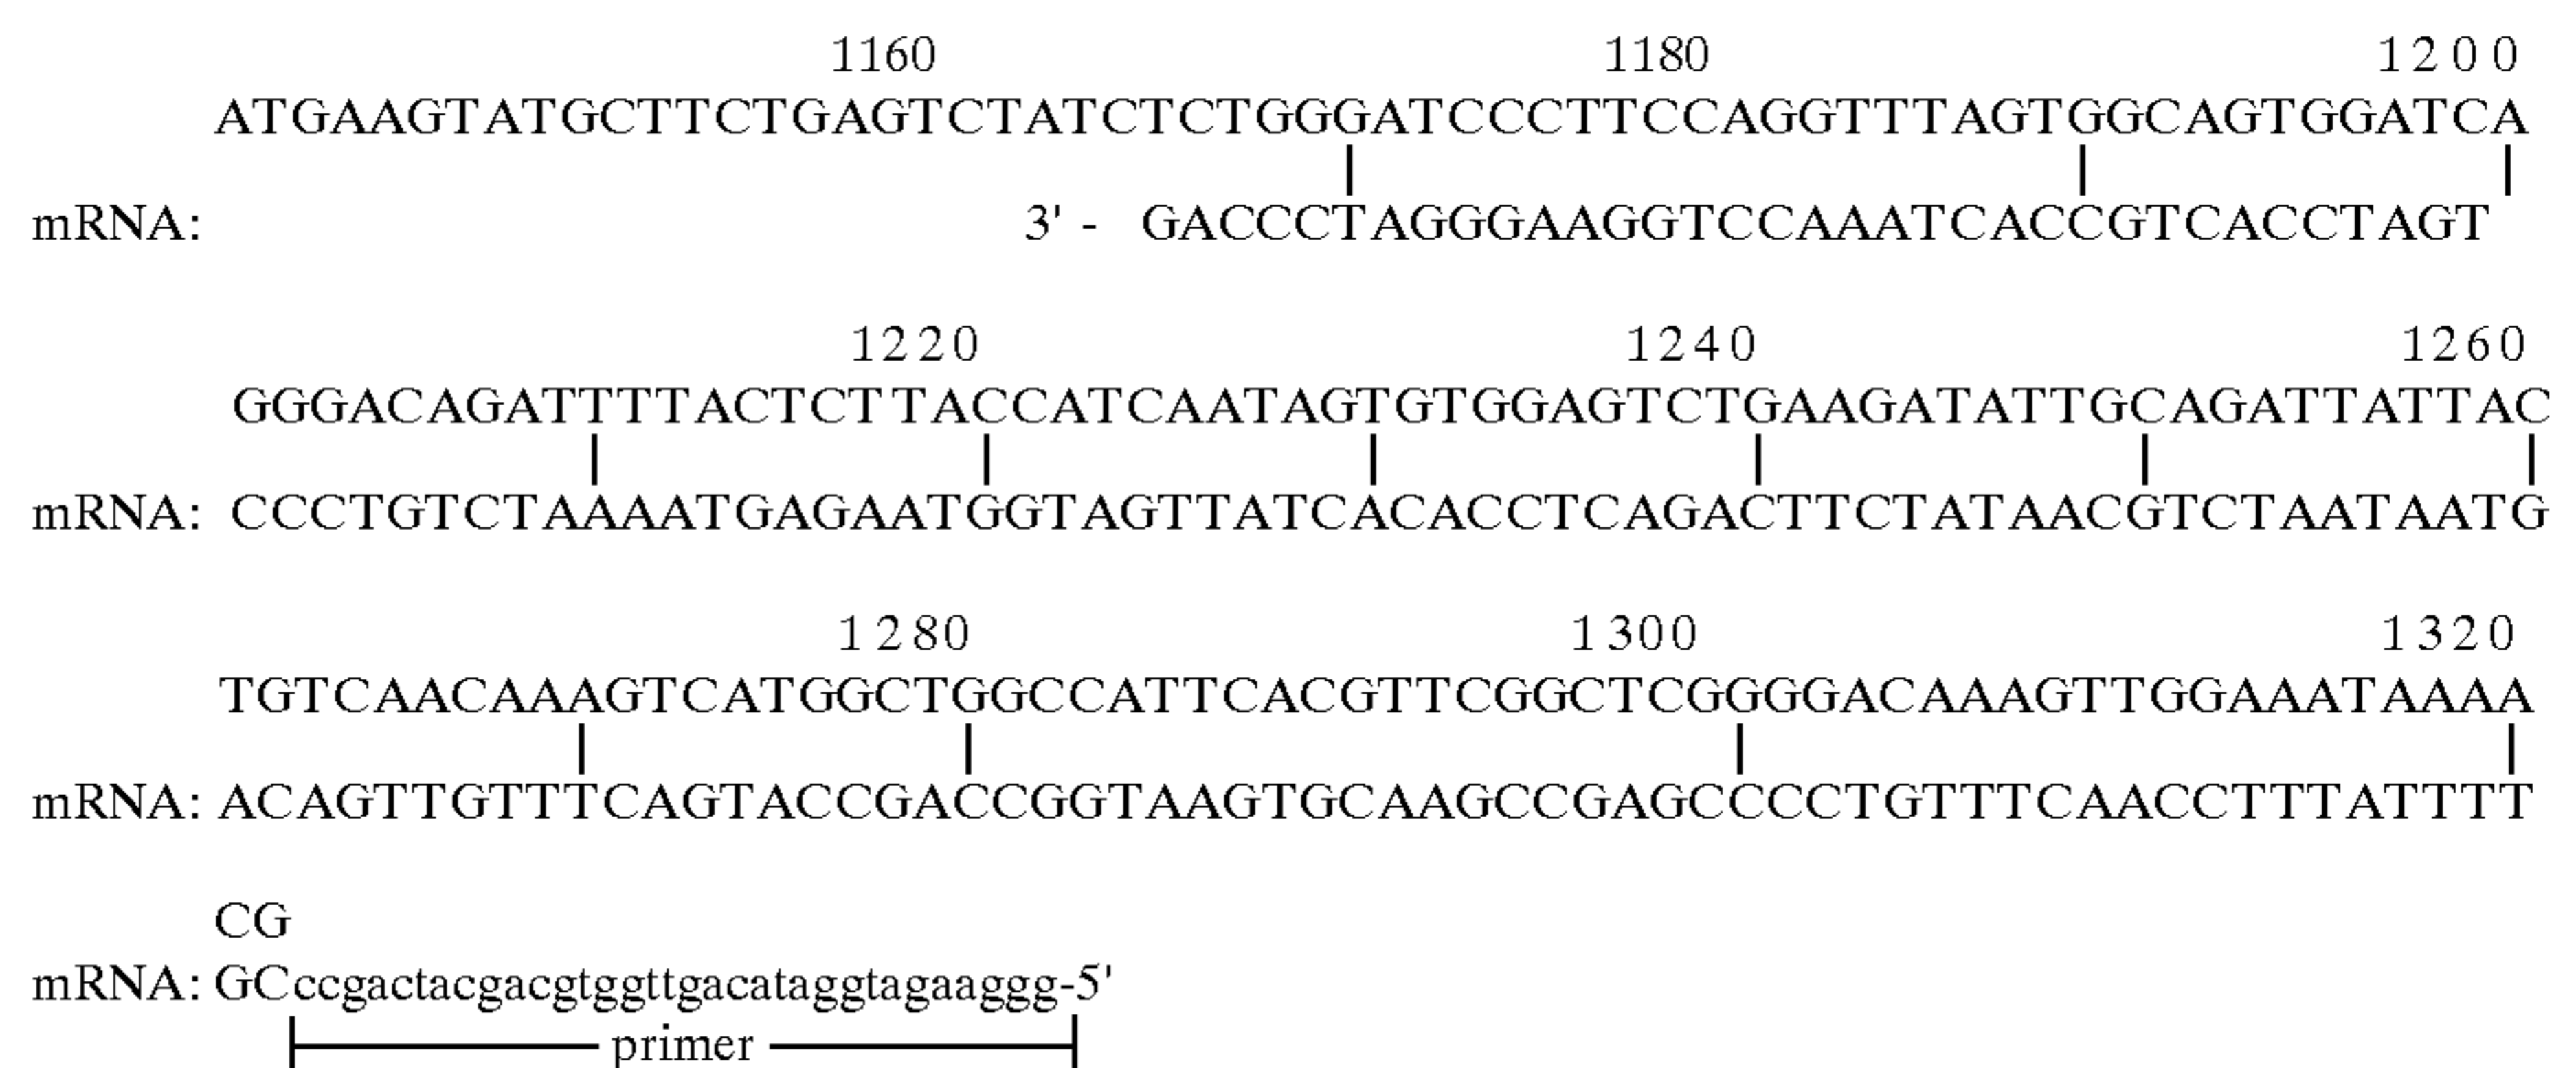 1160 1180 1200
ATGAAGTATGCTTCTGAGTCTATCTCTGGGATCCCTTCCAGGTTTAGTGGCAGTGGATCA
mRNA: 3' - GACCCTAGGGAAGGTCCAAATCACCGTCACCTAGT
1220 1240 1260
GGGACAGATTTTACTCTTACCATCAATAGTGTGGAGTCTGAAGATATTGCAGATTATTAC
mRNA: CCCTGTCTAAAATGAGAATGGTAGTTATCACACCTCAGACTTCTATAACGTCTAATAATG
1280 1300 1320
TGTCAACAAAGTCATGGCTGGCCATTCACGTTCGGCTCGGGGACAAAGTTGGAAATAAAA
mRNA: ACAGTTGTTTCAGTACCGACCGGTAAGTGCAAGCCGAGCCCCTGTTTCAACCTTTATTTT
CG
mRNA: GCccgactacgacgtggttgacataggtagaaggg-5'
primer